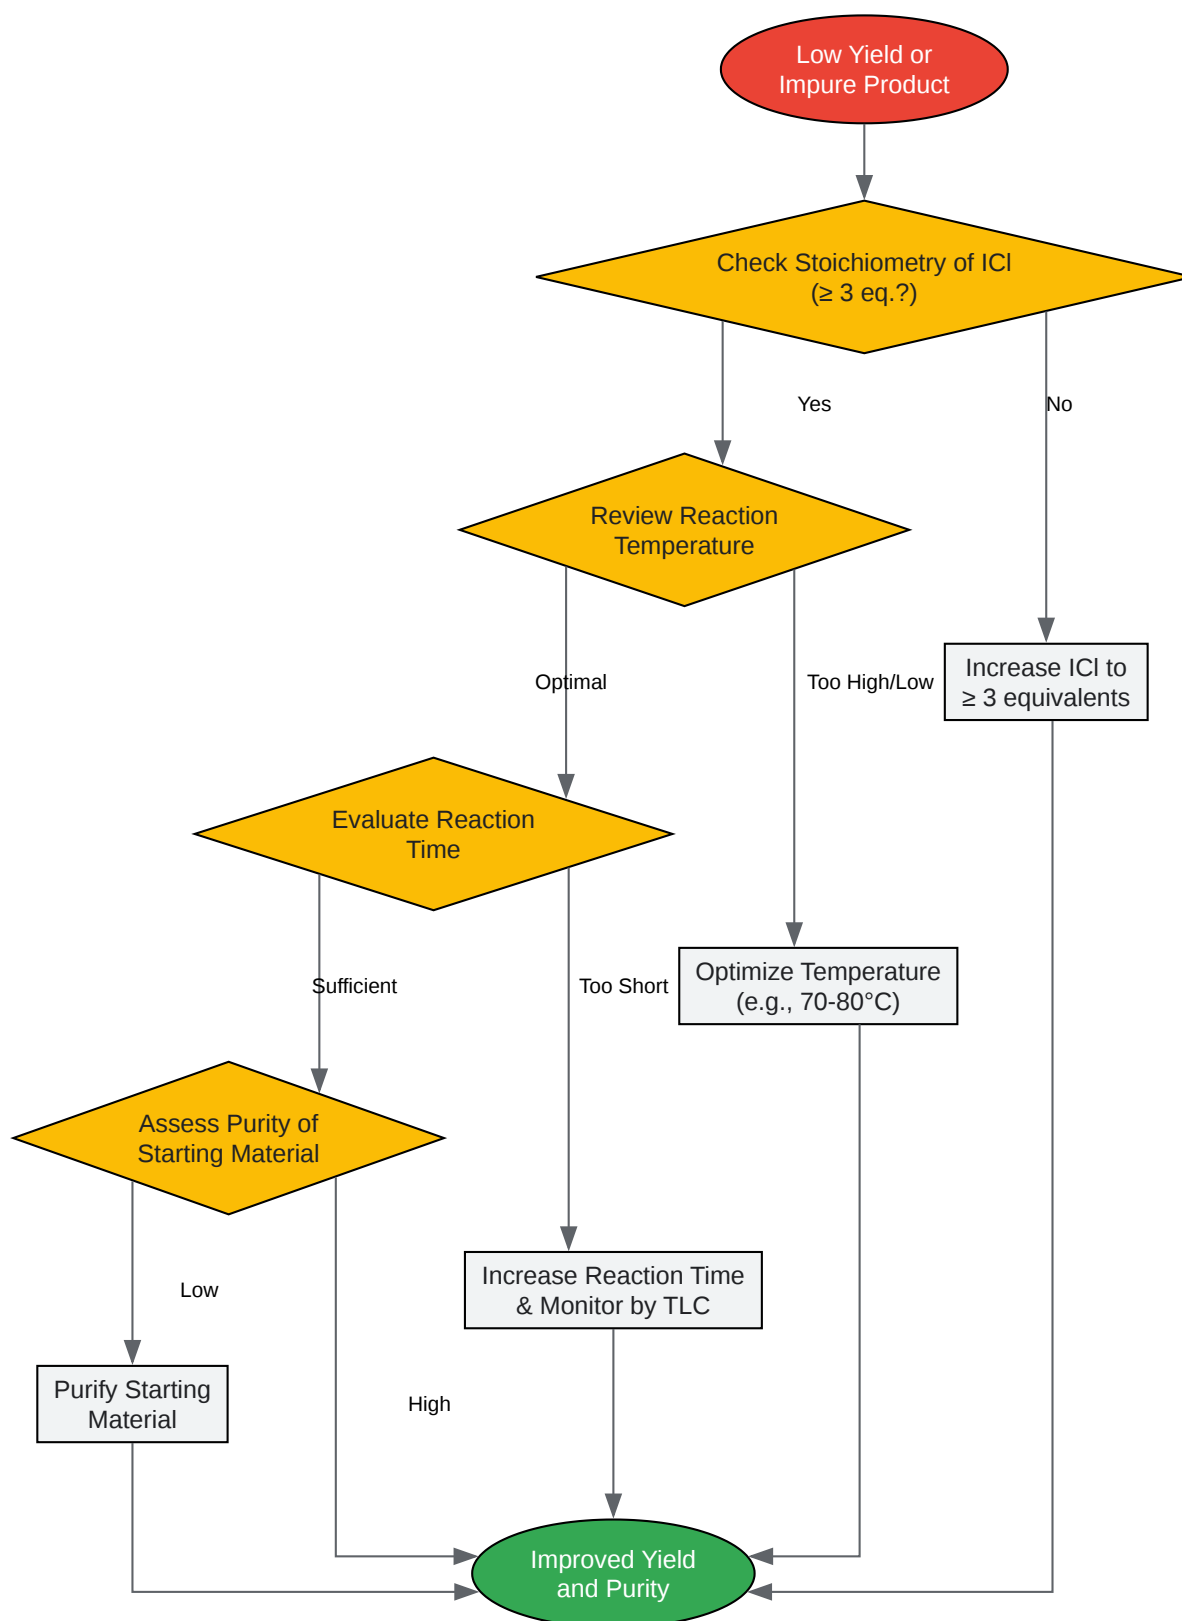 Low Yield or
Impure Product
Check Stoichiometry of ICl
(≥ 3 eq.?)
Yes
No
Review Reaction
Temperature
Optimal
Too High/Low
Increase ICl to
≥ 3 equivalents
Evaluate Reaction
Time
Sufficient
Too Short
Optimize Temperature
(e.g., 70-80°C)
Assess Purity of
Starting Material
Low
Increase Reaction Time
& Monitor by TLC
Purify Starting
Material
High
Improved Yield
and Purity